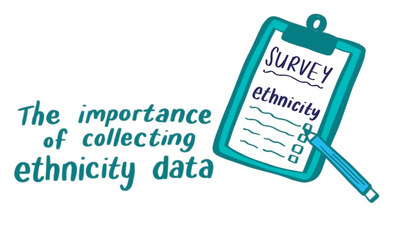 The importance
of collecting
ethnicity data
SURVEY
ethnicity